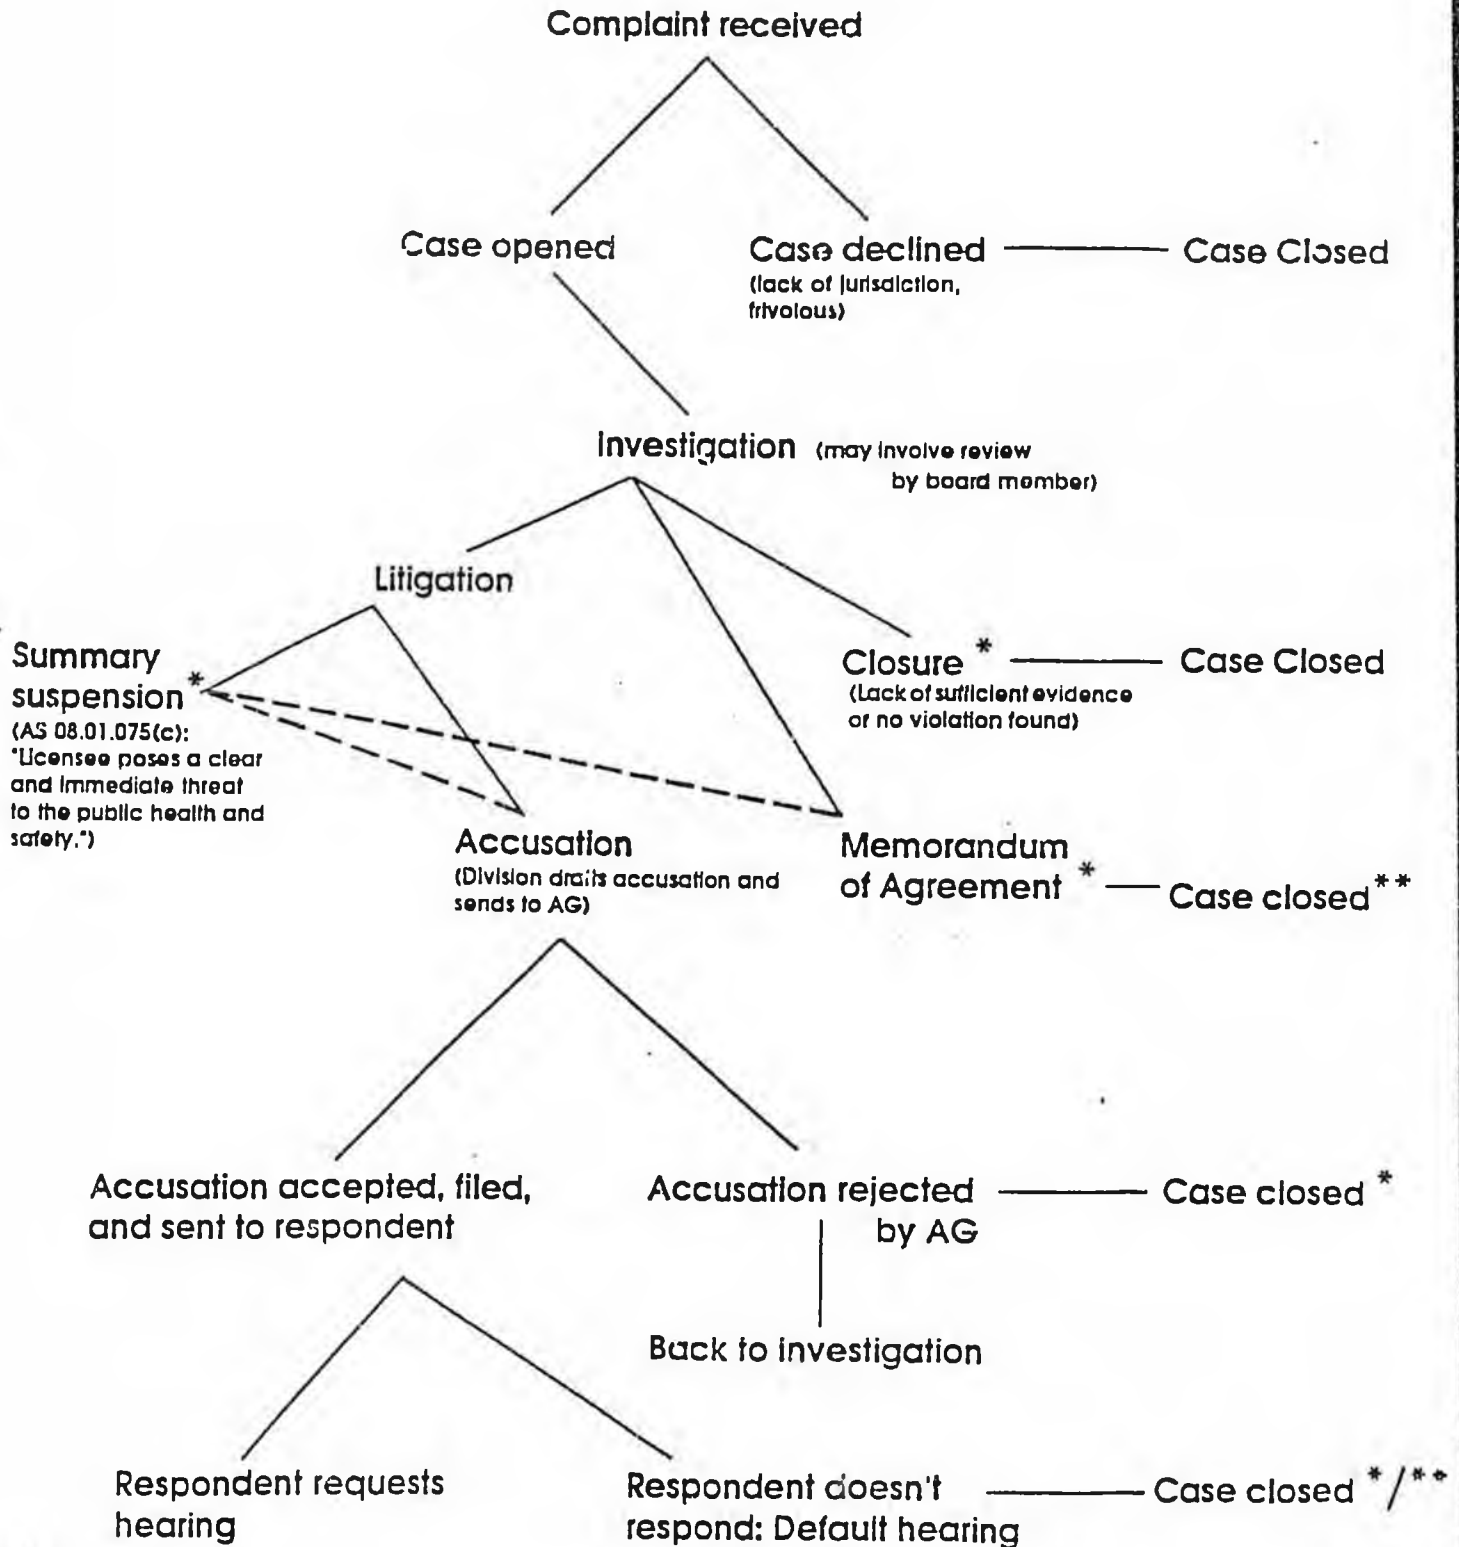 Complaint received
Case opened
Case declined
(lack of jurisdiction,
frivolous)
Case Closed
Investigation (may involve review
by board member)
Litigation
Summary
suspension *
(AS 08.01.075(c):
"Licensee poses a clear
and immediate threat
to the public health and
safety.")
Closure *
(Lack of sufficient evidence
or no violation found)
Case Closed
Accusation
(Division drafts accusation and
sends to AG)
Memorandum
of Agreement *
Case closed **
Accusation accepted, filed,
and sent to respondent
Accusation rejected
by AG
Case closed *
Back to investigation
Respondent requests
hearing
Respondent doesn't
respond: Default hearing
Case closed */**